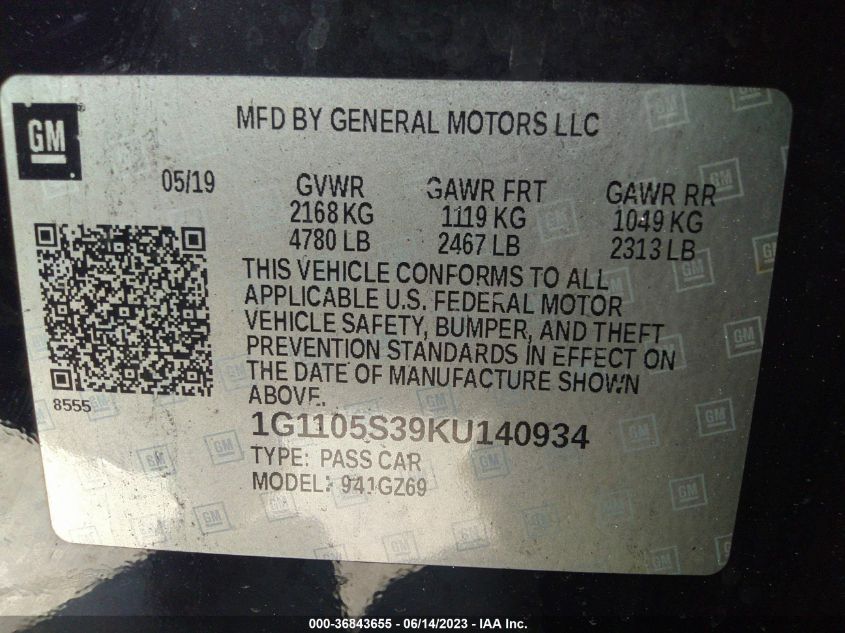 GM
MFD BY GENERAL MOTORS LLC
05/19 GVWR GAWR FRT GAWR RR
2168 KG 1119 KG 1049 KG
4780 LB 2467 LB 2313 LB
THIS VEHICLE CONFORMS TO ALL
APPLICABLE U.S. FEDERAL MOTOR
VEHICLE SAFETY, BUMPER, AND THEFT
PREVENTION STANDARDS IN EFFECT ON
THE DATE OF MANUFACTURE SHOWN
ABOVE.
8555
1G1105S39KU140934
TYPE: PASS CAR
MODEL: 941GZ69
000-36843655 / 06/14/2023 - IAA Inc.